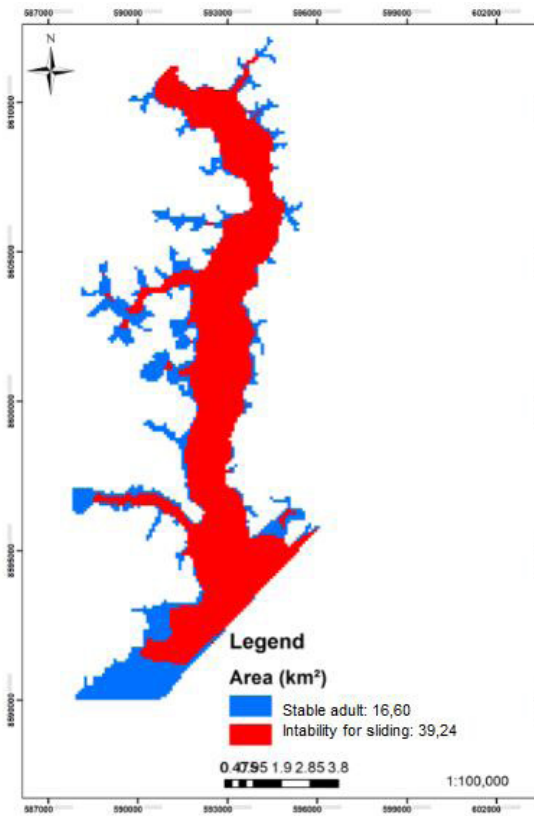 587000 590000 593000 596000 599000 602000
N
8610000
8605000
8600000
8595000
8590000
Legend
Area (km²)
Stable adult: 16,60
Intability for sliding: 39,24
1.9 2.85 3.8
1:100,000
587000 590000 593000 596000 599000 602000